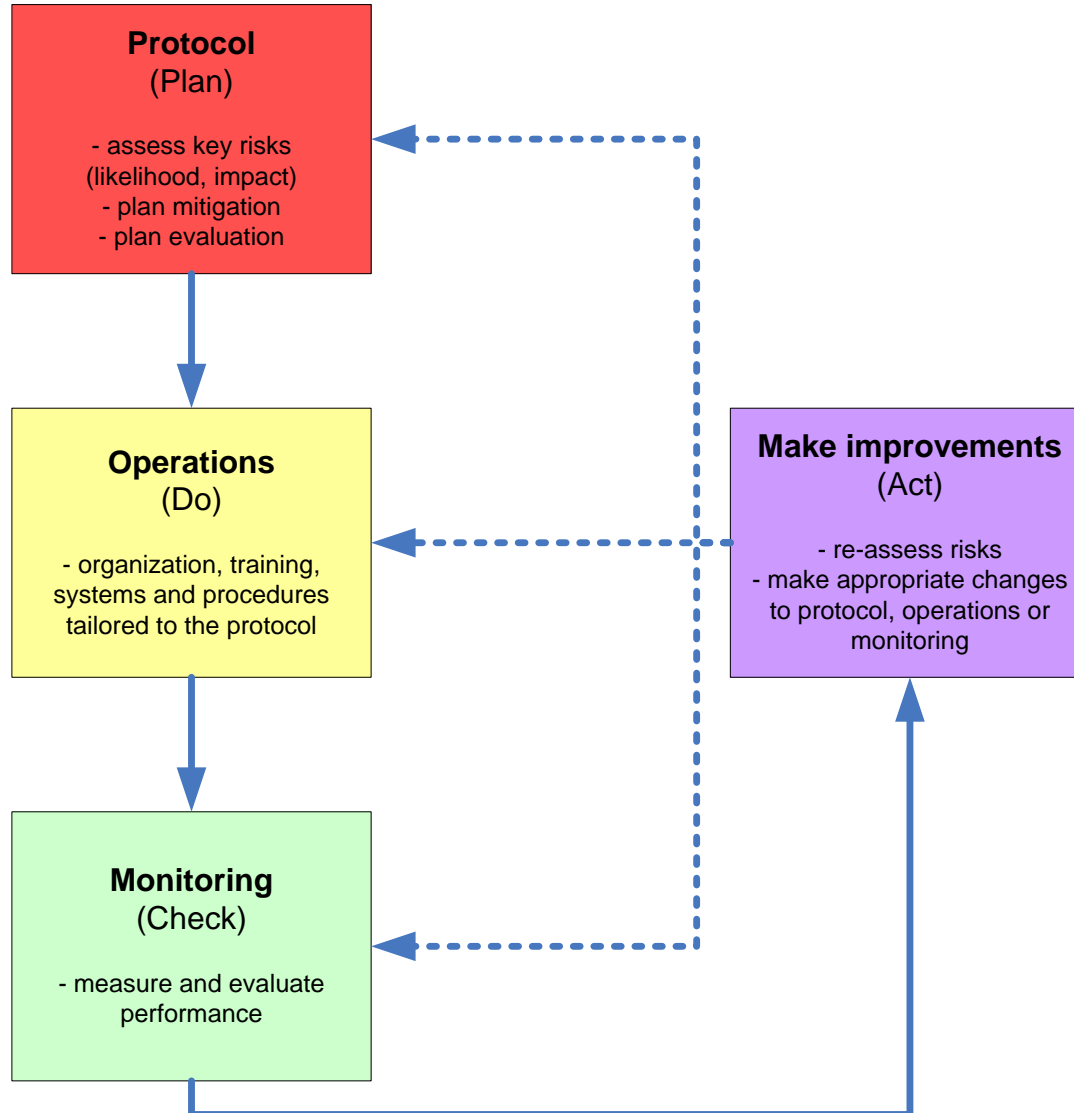 Protocol
(Plan)
- assess key risks
(likelihood, impact)
- plan mitigation
- plan evaluation
Operations
(Do)
- organization, training,
systems and procedures
tailored to the protocol
Make improvements
(Act)
- re-assess risks
- make appropriate changes
to protocol, operations or
monitoring
Monitoring
(Check)
- measure and evaluate
performance